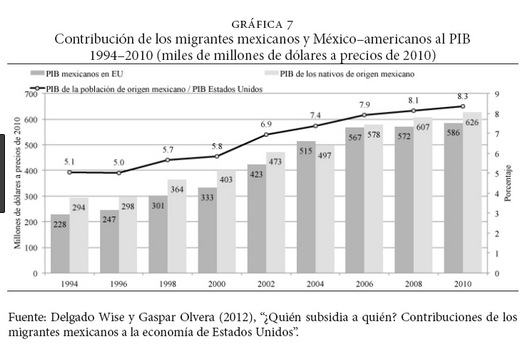 GRÁFICA 7
Contribución de los migrantes mexicanos y México–americanos al PIB
1994–2010 (miles de millones de dólares a precios de 2010)
PIB mexicanos en EU
PIB de los nativos de origen mexicano
PIB de la población de origen mexicano / PIB Estados Unidos
Millones de dólares a precios de 2010
700
600
500
400
300
200
100
0
5.1 5.0 5.7 5.8 6.9 7.4 7.9 8.1 8.3
228 294 247 298 301 364 333 403 423 473 515 497 567 578 572 607 586 626
9
8
7
6
5
4
3
2
1
0
Porcentage
1994 1996 1998 2000 2002 2004 2006 2008 2010
Fuente: Delgado Wise y Gaspar Olvera (2012), “¿Quién subsidia a quién? Contribuciones de los
migrantes mexicanos a la economía de Estados Unidos”.